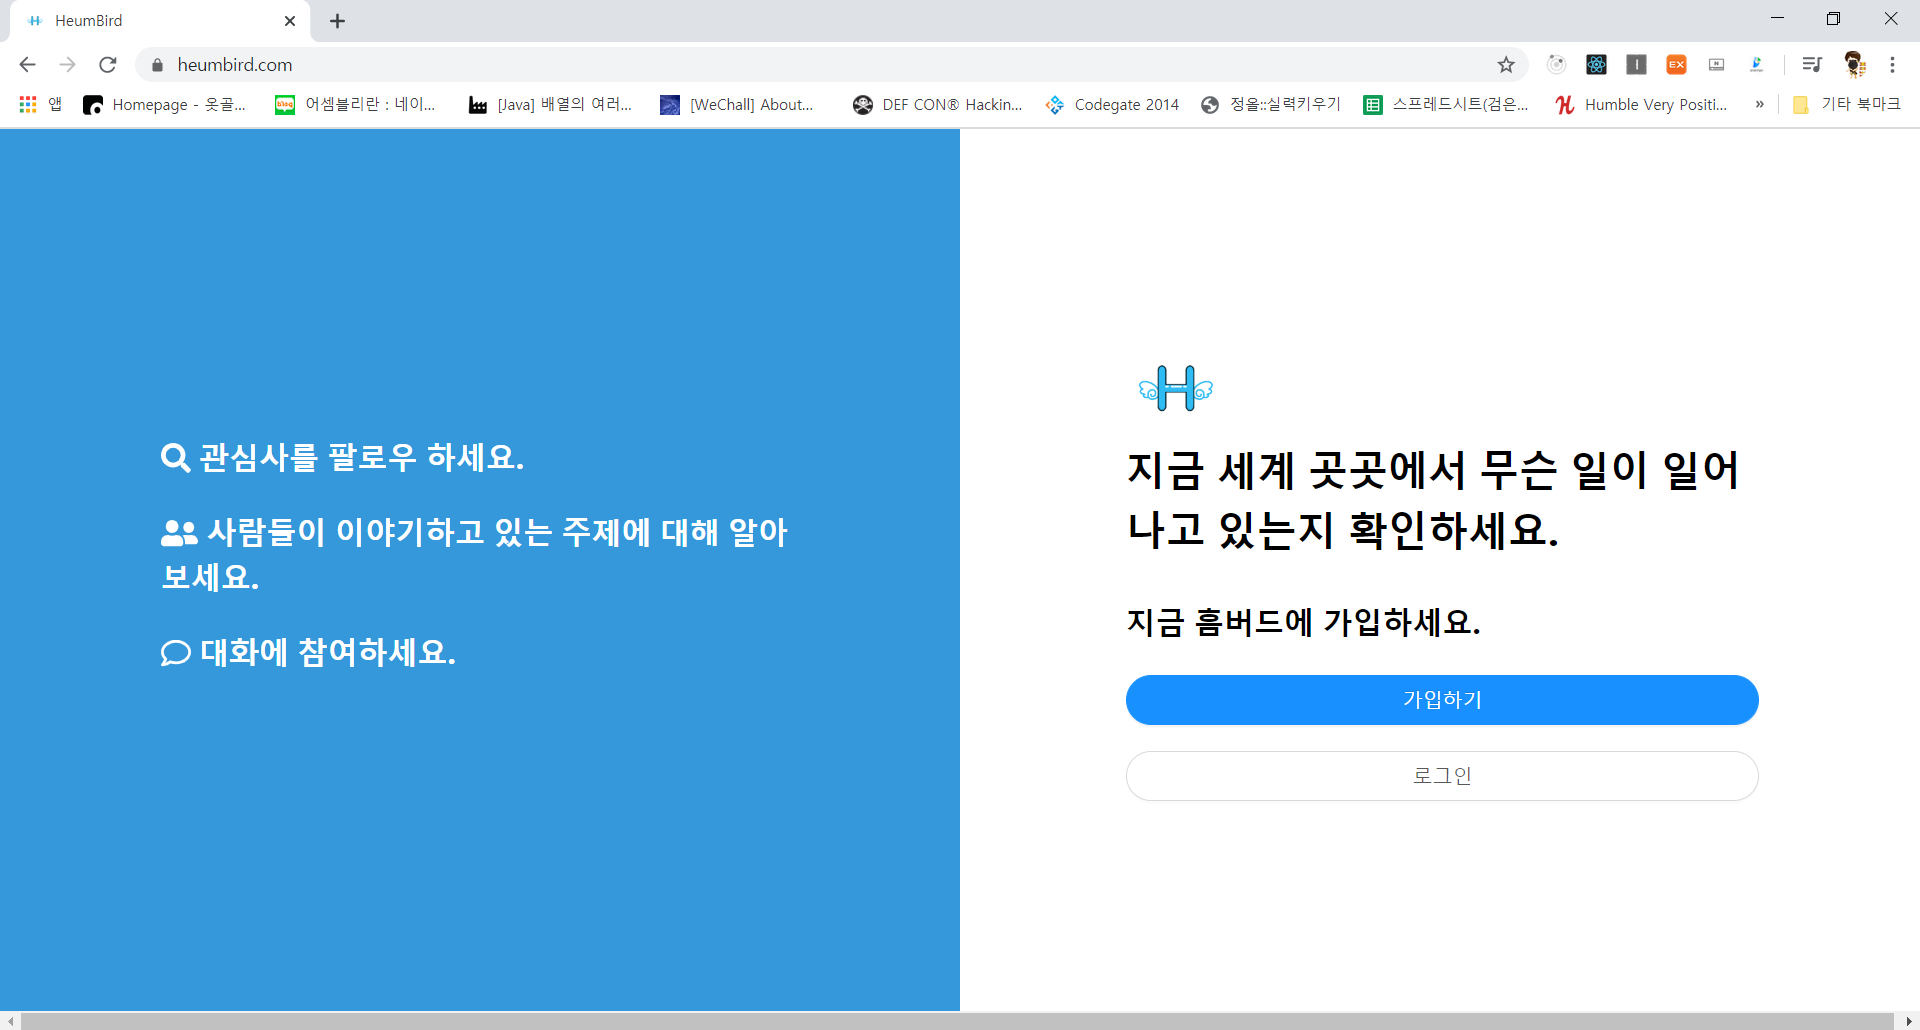 HeumBird
heumbird.com
앱
Homepage - 옷골...
blog
어셈블리란 : 네이...
[Java] 배열의 여러...
[WeChall] About...
DEF CON® Hackin...
Codegate 2014
정올::실력키우기
스프레드시트(검은...
Humble Very Positi...
»
기타 북마크
EX
관심사를 팔로우 하세요.
사람들이 이야기하고 있는 주제에 대해 알아
보세요.
대화에 참여하세요.
H
지금 세계 곳곳에서 무슨 일이 일어
나고 있는지 확인하세요.
지금 흠버드에 가입하세요.
가입하기
로그인